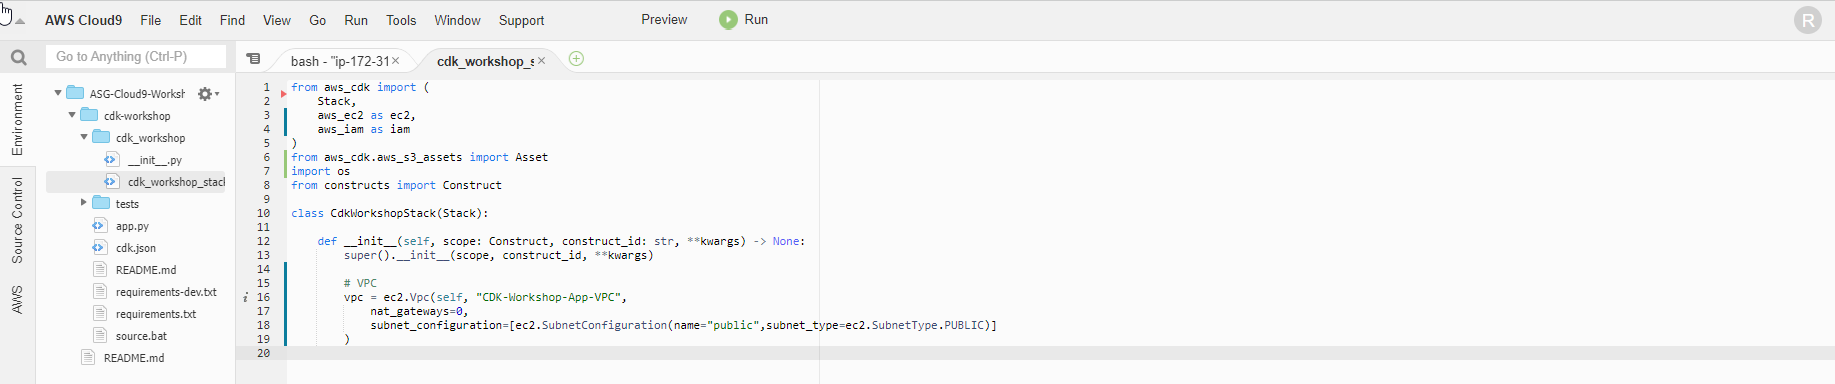 AWS Cloud9 File Edit Find View Go Run Tools Window Support Preview Run R
Go to Anything (Ctrl-P)
bash - "ip-172-31 ×
cdk_workshop_s ×
Environment
Source Control
AWS
ASG-Cloud9-Worksh
cdk-workshop
cdk_workshop
__init__.py
cdk_workshop_stack
tests
app.py
cdk.json
README.md
requirements-dev.txt
requirements.txt
source.bat
README.md
1 from aws_cdk import (
2     Stack,
3     aws_ec2 as ec2,
4     aws_iam as iam
5 )
6 from aws_cdk.aws_s3_assets import Asset
7 import os
8 from constructs import Construct
9
10 class CdkWorkshopStack(Stack):
11
12     def __init__(self, scope: Construct, construct_id: str, **kwargs) -> None:
13         super().__init__(scope, construct_id, **kwargs)
14
15         # VPC
i 16         vpc = ec2.Vpc(self, "CDK-Workshop-App-VPC",
17             nat_gateways=0,
18             subnet_configuration=[ec2.SubnetConfiguration(name="public",subnet_type=ec2.SubnetType.PUBLIC)]
19         )
20